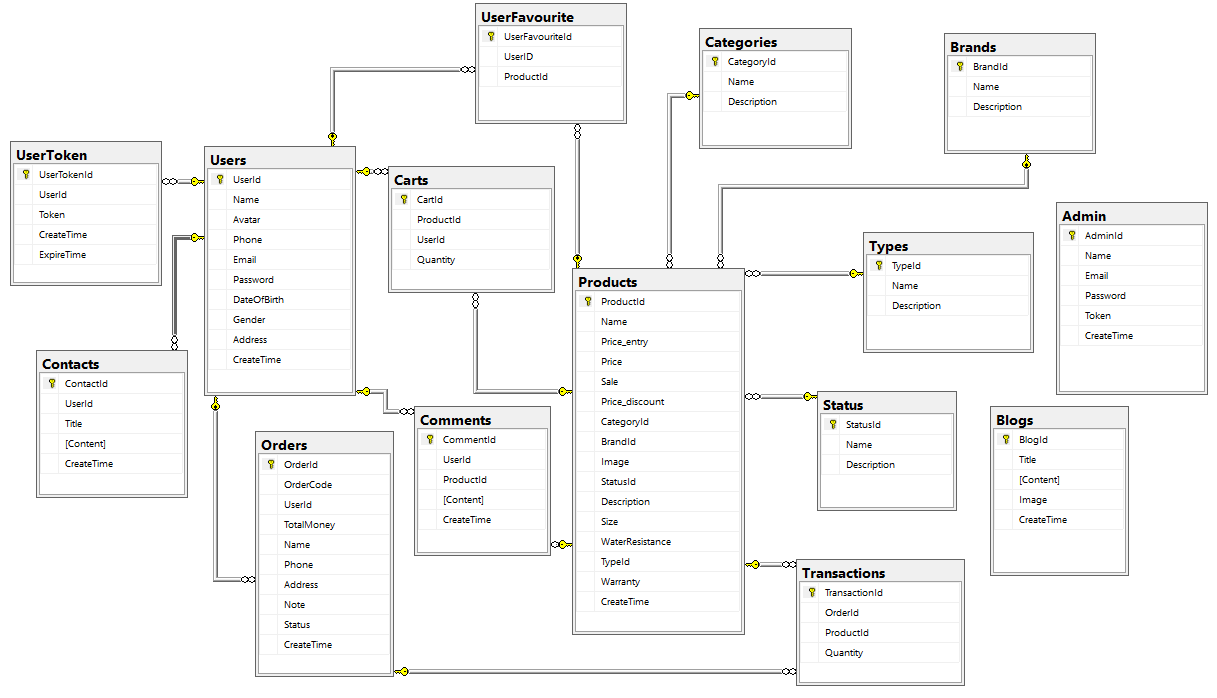 UserFavourite
UserFavouriteId
UserID
ProductId
Categories
CategoryId
Name
Description
Brands
BrandId
Name
Description
UserToken
UserTokenId
UserId
Token
CreateTime
ExpireTime
Users
UserId
Name
Avatar
Phone
Email
Password
DateOfBirth
Gender
Address
CreateTime
Carts
CartId
ProductId
UserId
Quantity
Admin
AdminId
Name
Email
Password
Token
CreateTime
Types
TypeId
Name
Description
Products
ProductId
Name
Price_entry
Price
Sale
Price_discount
CategoryId
BrandId
Image
StatusId
Description
Size
WaterResistance
TypeId
Warranty
CreateTime
Contacts
ContactId
UserId
Title
[Content]
CreateTime
Status
StatusId
Name
Description
Comments
CommentId
UserId
ProductId
[Content]
CreateTime
Blogs
BlogId
Title
[Content]
Image
CreateTime
Orders
OrderId
OrderCode
UserId
TotalMoney
Name
Phone
Address
Note
Status
CreateTime
Transactions
TransactionId
OrderId
ProductId
Quantity